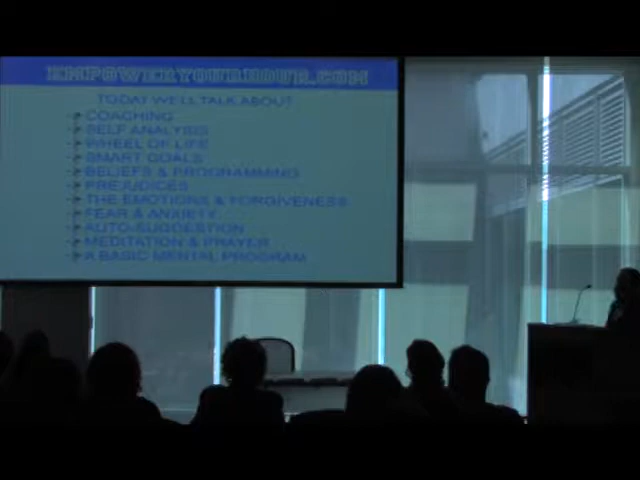 EMPOWERYOURHOUR.COM
TODAY WE'LL TALK ABOUT
COACHING
SELF ANALYSIS
WHEEL OF LIFE
SMART GOALS
BELIEFS & PROGRAMMING
PREJUDICES
THE EMOTIONS & FORGIVENESS
FEAR & ANXIETY
AUTO-SUGGESTION
MEDITATION & PRAYER
A BASIC MENTAL PROGRAM